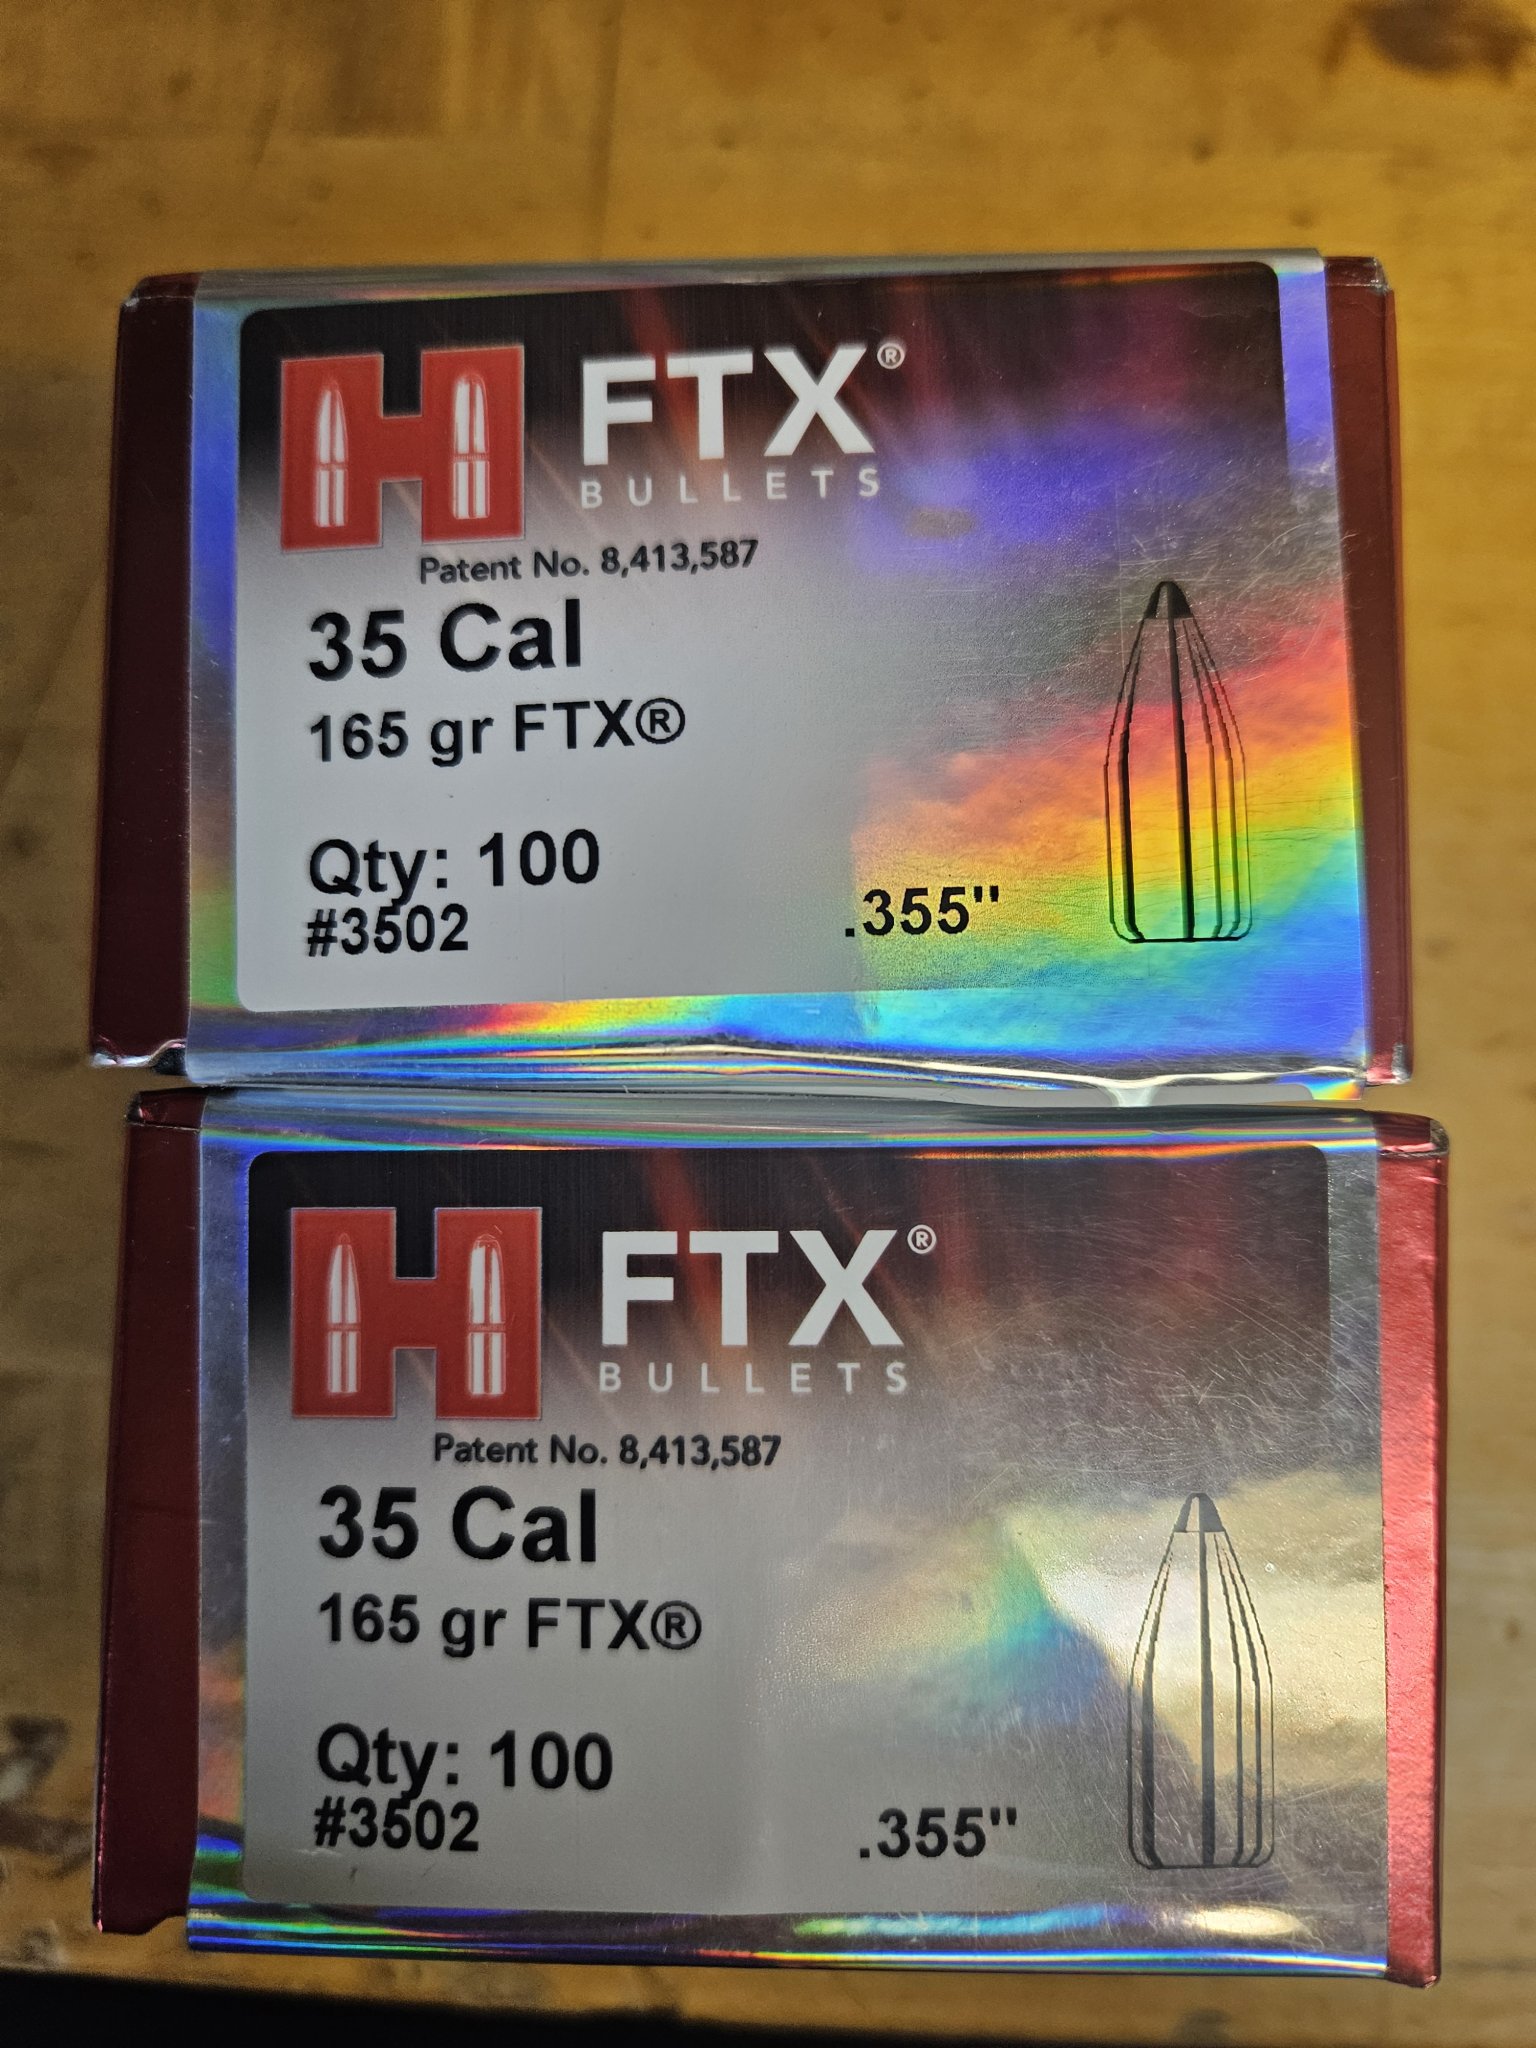 H FTX®
BULLETS
Patent No. 8,413,587
35 Cal
165 gr FTX®
Qty: 100
#3502
.355"
H FTX®
BULLETS
Patent No. 8,413,587
35 Cal
165 gr FTX®
Qty: 100
#3502
.355"